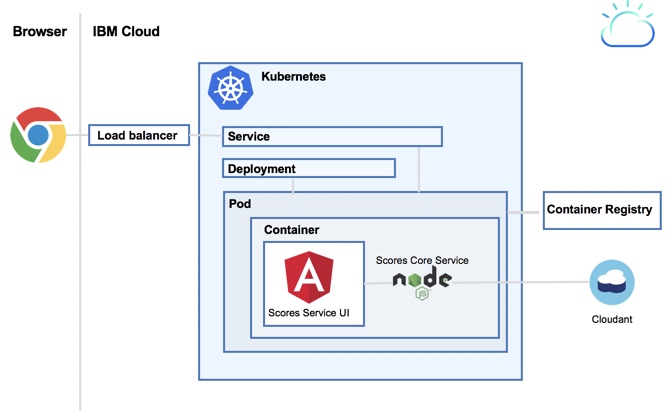 Browser
IBM Cloud
Kubernetes
Load balancer
Service
Deployment
Pod
Container Registry
Container
Scores Core Service
node
JS
Scores Service UI
Cloudant